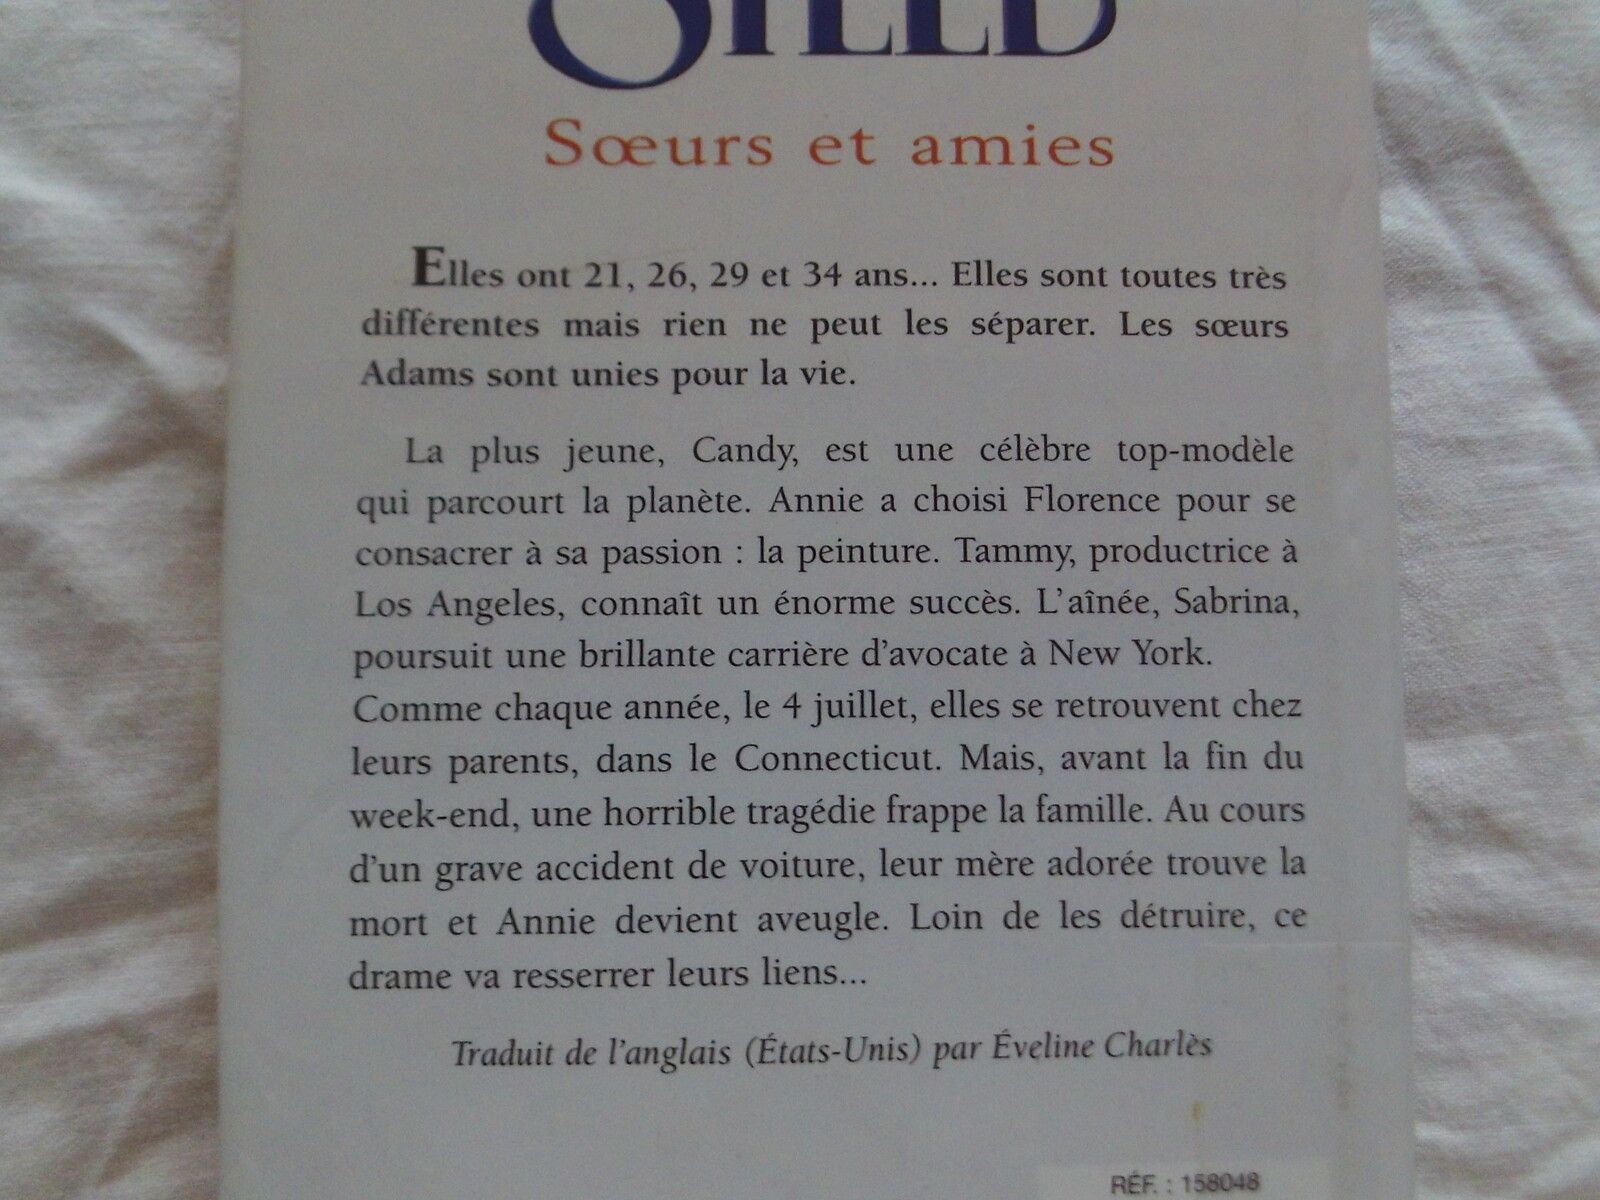 STEEL
Sœurs et amies
Elles ont 21, 26, 29 et 34 ans... Elles sont toutes très
différentes mais rien ne peut les séparer. Les sœurs
Adams sont unies pour la vie.
La plus jeune, Candy, est une célèbre top-modèle
qui parcourt la planète. Annie a choisi Florence pour se
consacrer à sa passion : la peinture. Tammy, productrice à
Los Angeles, connaît un énorme succès. L'aînée, Sabrina,
poursuit une brillante carrière d'avocate à New York.
Comme chaque année, le 4 juillet, elles se retrouvent chez
leurs parents, dans le Connecticut. Mais, avant la fin du
week-end, une horrible tragédie frappe la famille. Au cours
d'un grave accident de voiture, leur mère adorée trouve la
mort et Annie devient aveugle. Loin de les détruire, ce
drame va resserrer leurs liens...
Traduit de l'anglais (États-Unis) par Éveline Charlès
RÉF. : 158048